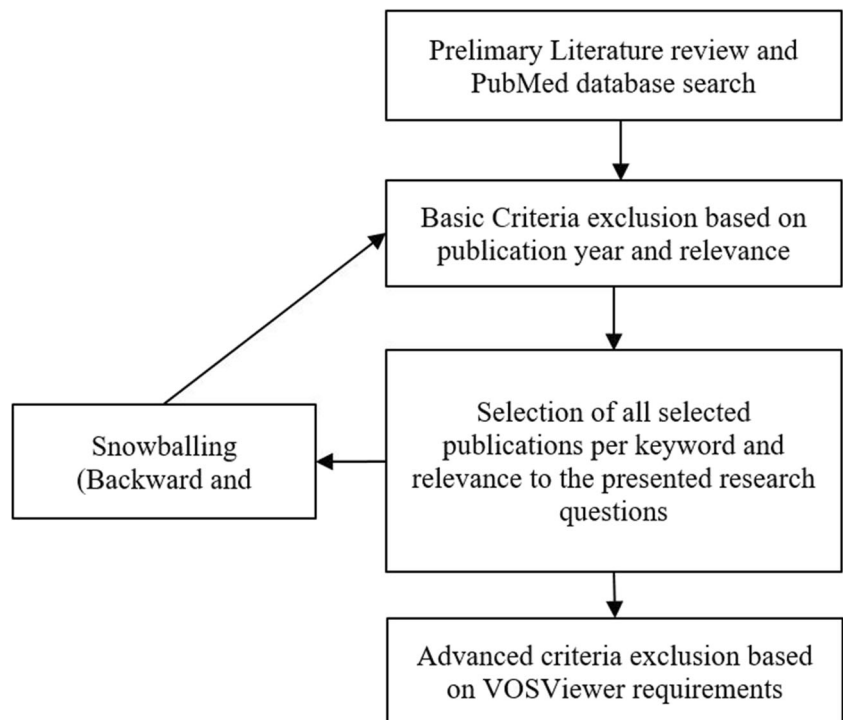 Prelimary Literature review and
PubMed database search
Basic Criteria exclusion based on
publication year and relevance
Selection of all selected
publications per keyword and
relevance to the presented research
questions
Snowballing
(Backward and
Advanced criteria exclusion based
on VOSViewer requirements